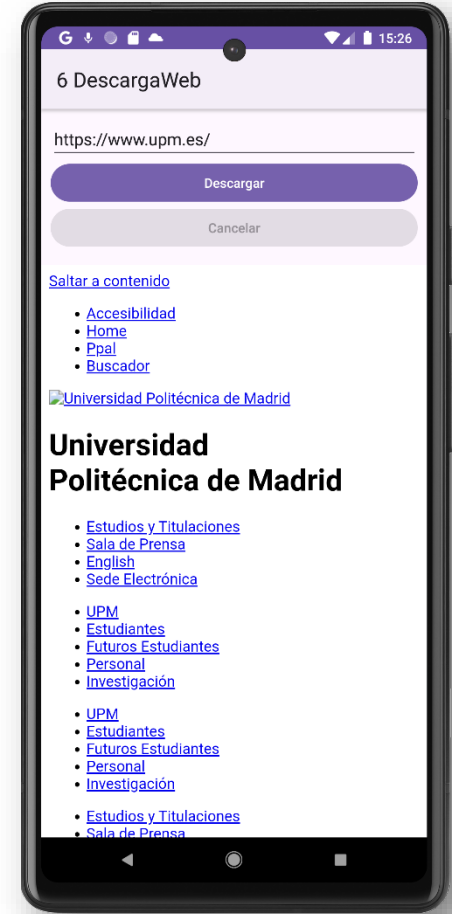 15:26
6 DescargaWeb
https://www.upm.es/
Descargar
Cancelar
Saltar a contenido
Accesibilidad
Home
Ppal
Buscador
Universidad Politécnica de Madrid
Universidad
Politécnica de Madrid
Estudios y Titulaciones
Sala de Prensa
English
Sede Electrónica
UPM
Estudiantes
Futuros Estudiantes
Personal
Investigación
UPM
Estudiantes
Futuros Estudiantes
Personal
Investigación
Estudios y Titulaciones
Sala de Prensa